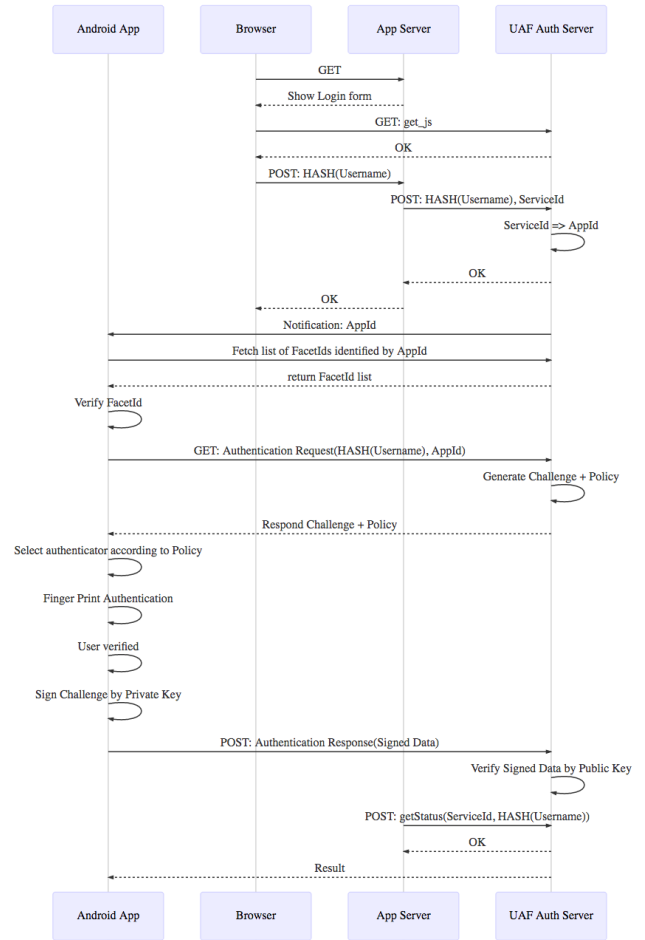 Android App
Browser
App Server
UAF Auth Server
GET
Show Login form
GET: get_js
OK
POST: HASH(Username)
POST: HASH(Username), ServiceId
ServiceId => AppId
OK
OK
Notification: AppId
Fetch list of FacetIds identified by AppId
return FacetId list
Verify FacetId
GET: Authentication Request(HASH(Username), AppId)
Generate Challenge + Policy
Respond Challenge + Policy
Select authenticator according to Policy
Finger Print Authentication
User verified
Sign Challenge by Private Key
POST: Authentication Response(Signed Data)
Verify Signed Data by Public Key
POST: getStatus(ServiceId, HASH(Username))
OK
Result
Android App
Browser
App Server
UAF Auth Server